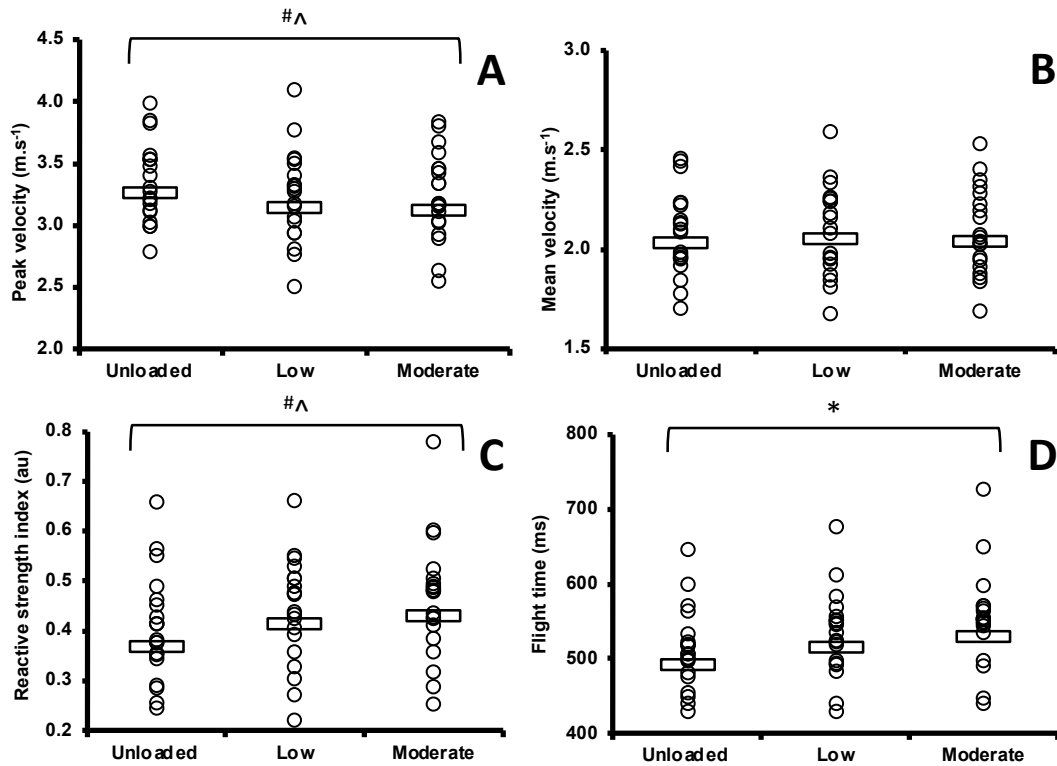 #^
A
Peak velocity (m.s-1)
4.5
4.0
3.5
3.0
2.5
2.0
Unloaded Low Moderate
B
Mean velocity (m.s-1)
3.0
2.5
2.0
1.5
Unloaded Low Moderate
#^
C
Reactive strength index (au)
0.8
0.7
0.6
0.5
0.4
0.3
0.2
Unloaded Low Moderate
*
D
Flight time (ms)
800
700
600
500
400
Unloaded Low Moderate